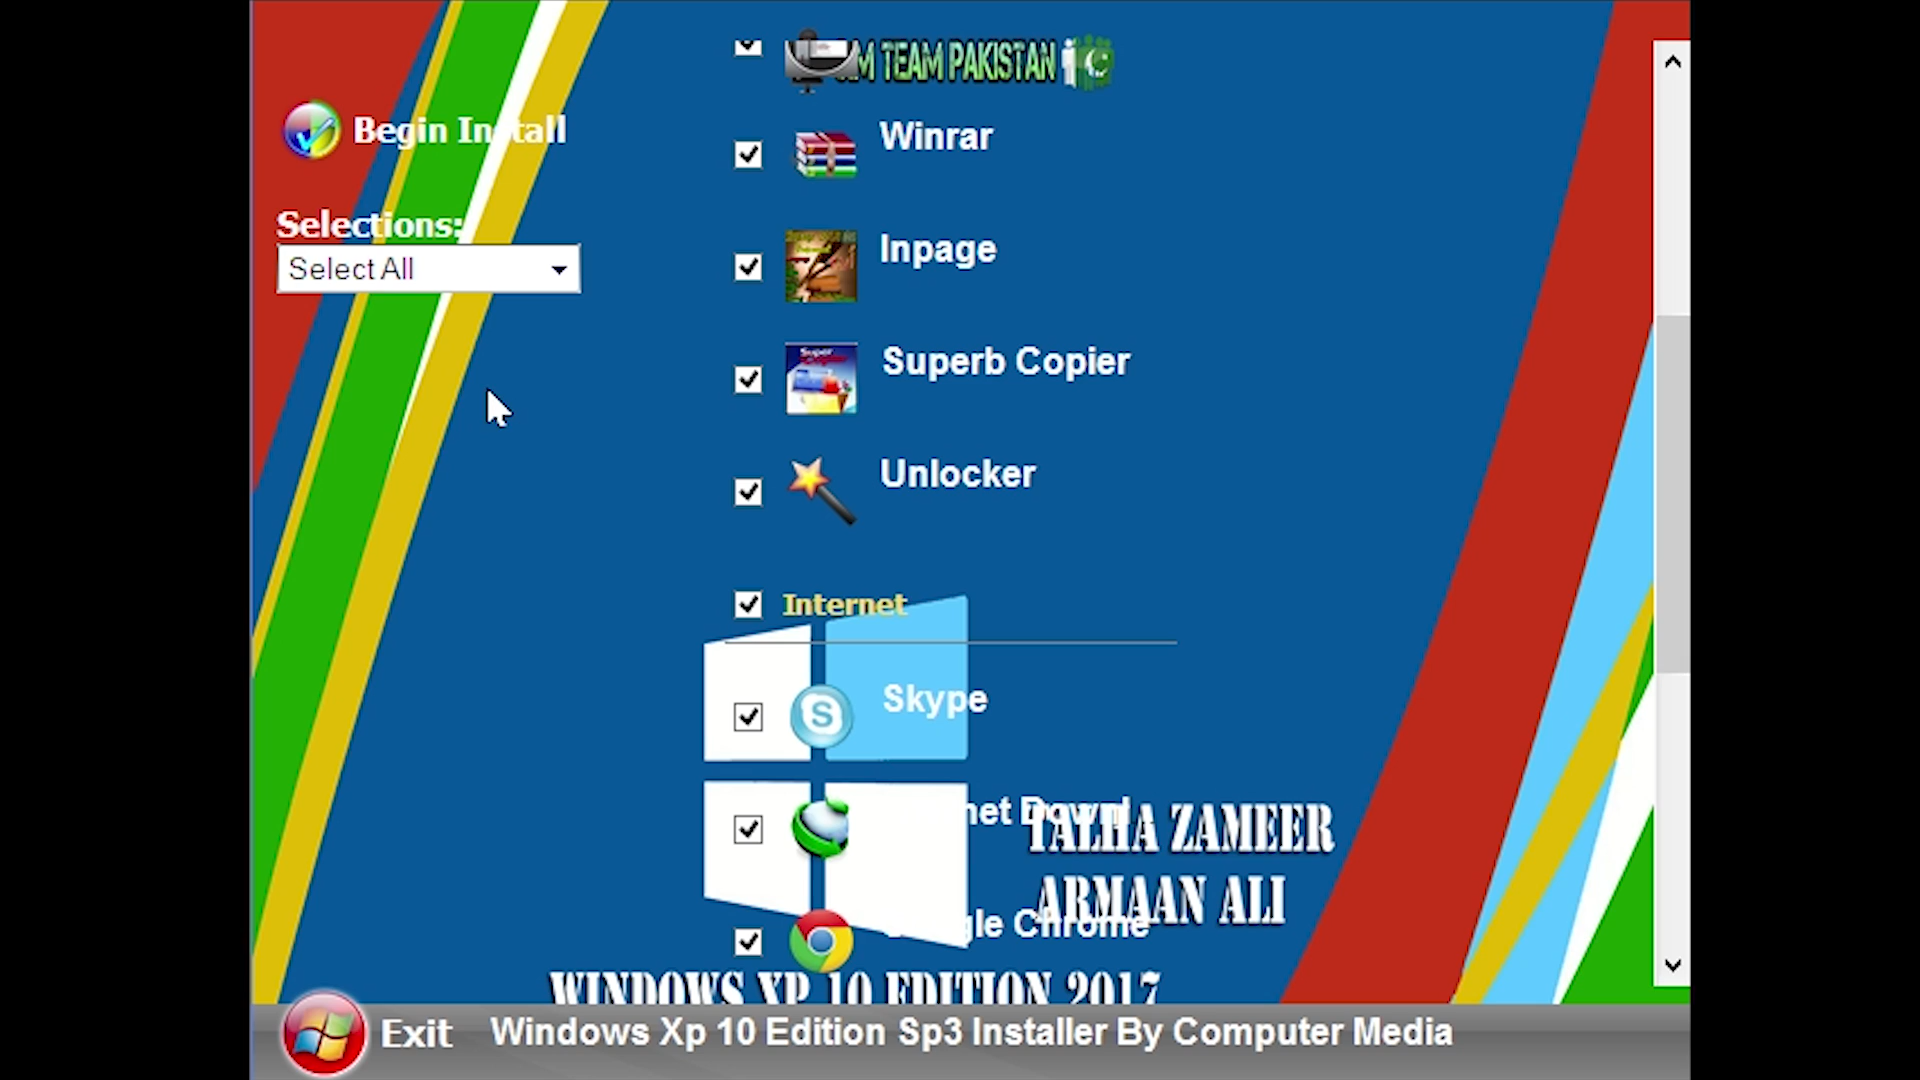 TEAM PAKISTAN
Begin Install
Winrar
Selections:
Select All
Inpage
Superb Copier
Unlocker
Internet
Skype
TALHA ZAMEER
ARMAAN ALI
Chrome
WINDOWS XP 10 EDITION 2017
Exit
Windows Xp 10 Edition Sp3 Installer By Computer Media